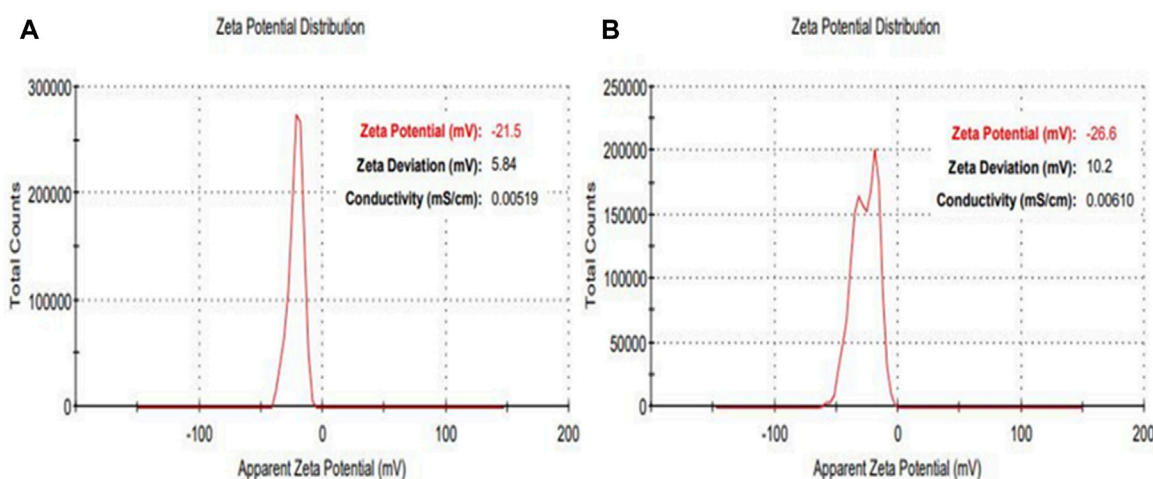 A
Zeta Potential Distribution
300000
200000
100000
0
Total Counts
Zeta Potential (mV): -21.5
Zeta Deviation (mV): 5.84
Conductivity (mS/cm): 0.00519
-100
0
100
200
Apparent Zeta Potential (mV)
B
Zeta Potential Distribution
250000
200000
150000
100000
50000
0
Total Counts
Zeta Potential (mV): -26.6
Zeta Deviation (mV): 10.2
Conductivity (mS/cm): 0.00610
-100
0
100
200
Apparent Zeta Potential (mV)